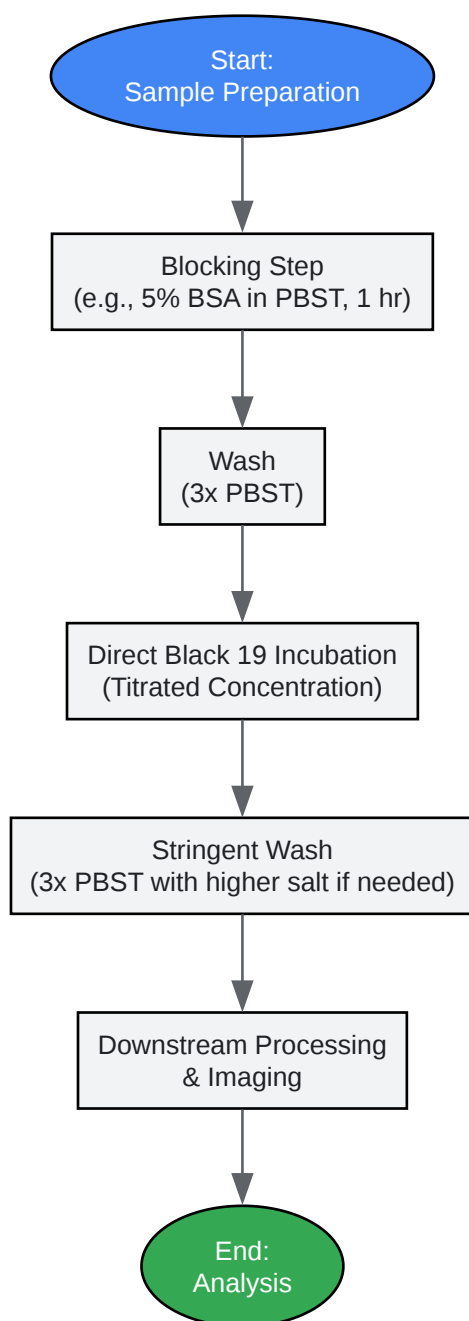 Start:
Sample Preparation
Blocking Step
(e.g., 5% BSA in PBST, 1 hr)
Wash
(3x PBST)
Direct Black 19 Incubation
(Titrated Concentration)
Stringent Wash
(3x PBST with higher salt if needed)
Downstream Processing
& Imaging
End:
Analysis